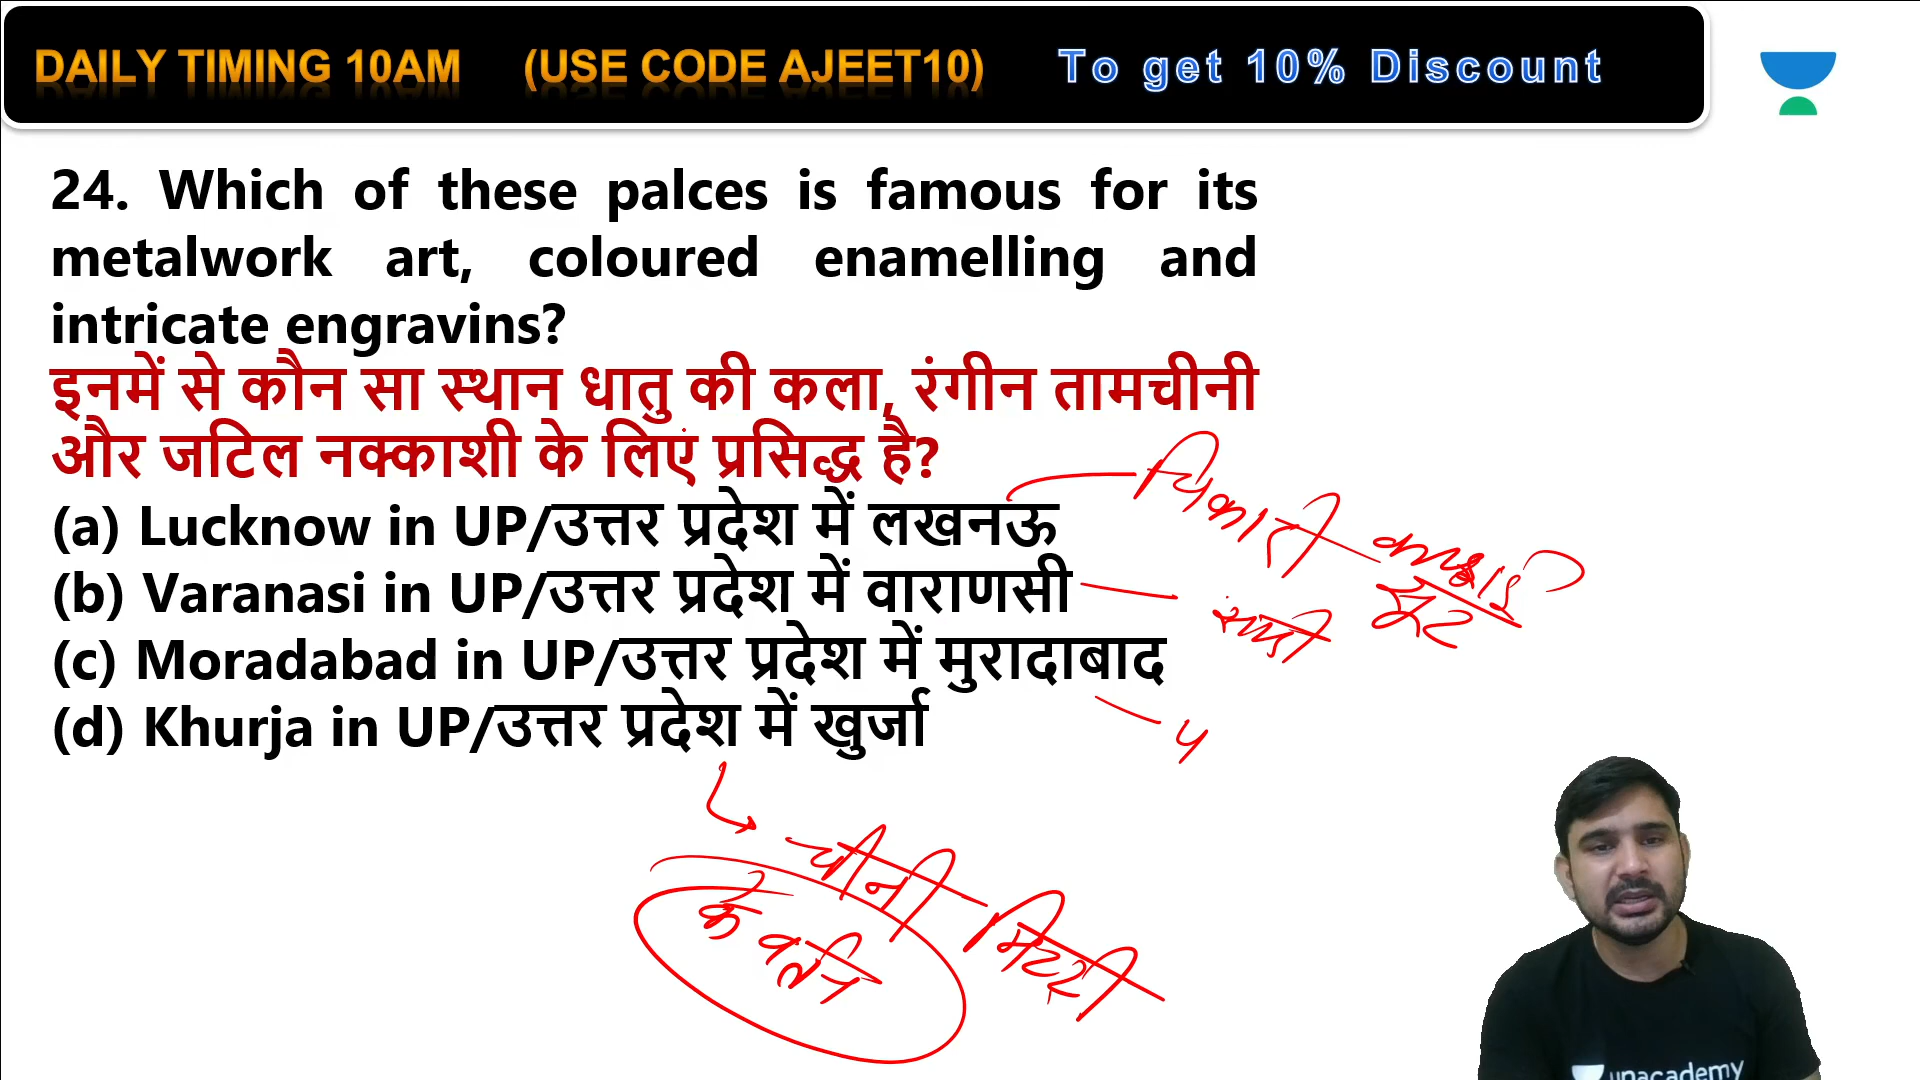 DAILY TIMING 10AM (USE CODE AJEET10) To get 10% Discount
24. Which of these palces is famous for its
metalwork art, coloured enamelling and
intricate engravins?
इनमें से कौन सा स्थान धातु की कला, रंगीन तामचीनी
और जटिल नक्काशी के लिएं प्रसिद्ध है?
(a) Lucknow in UP/उत्तर प्रदेश में लखनऊ
चिकनकारी कढ़ाई
(b) Varanasi in UP/उत्तर प्रदेश में वाराणसी
साड़ी
(c) Moradabad in UP/उत्तर प्रदेश में मुरादाबाद
(d) Khurja in UP/उत्तर प्रदेश में खुर्जा
चीनी मिट्टी
के बर्तन
unacademy